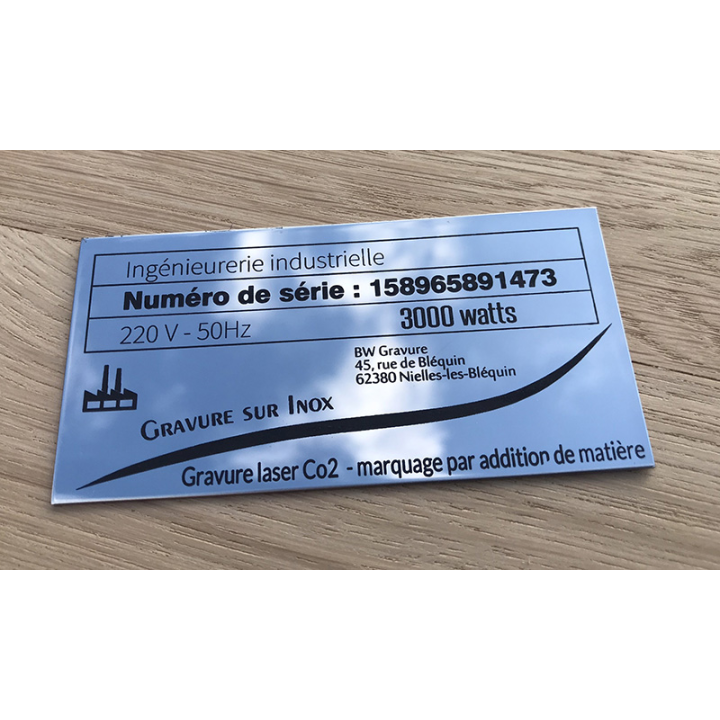 Ingénieurerie industrielle
Numéro de série : 158965891473
220 V - 50Hz 3000 watts
BW Gravure
45, rue de Bléquin
62380 Nielles-les-Bléquin
Gravure sur Inox
Gravure laser Co2 - marquage par addition de matière